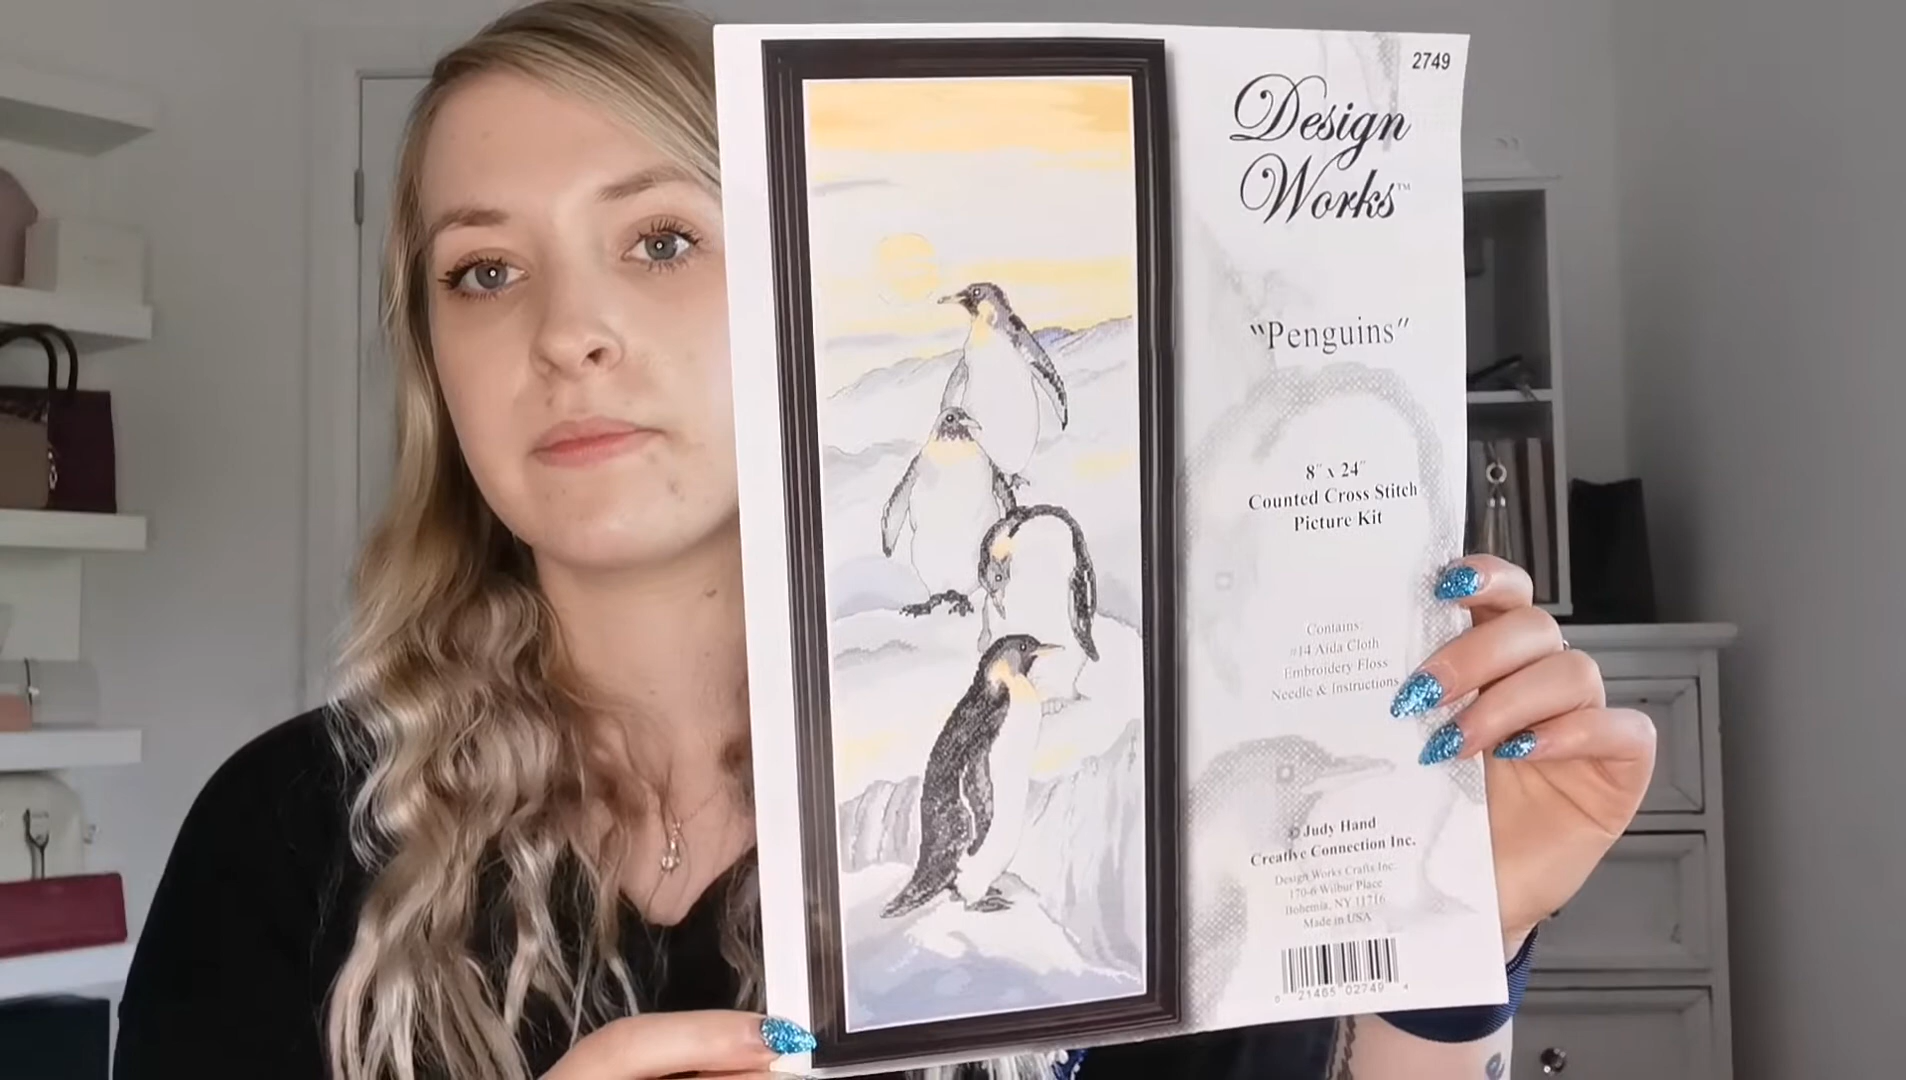 2749
Design
Works™
"Penguins"
8" x 24"
Counted Cross Stitch
Picture Kit
Contains:
#14 Aida Cloth
Embroidery Floss
Needle & Instructions
© Judy Hand
Creative Connection Inc.
Design Works Crafts Inc.
170-6 Wilbur Place
Bohemia, NY 11716
Made in USA
0 21465 02749 4